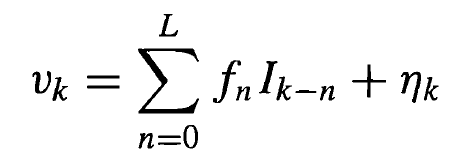 $v_k = \sum_{n=0}^{L} f_n I_{k-n} + \eta_k$